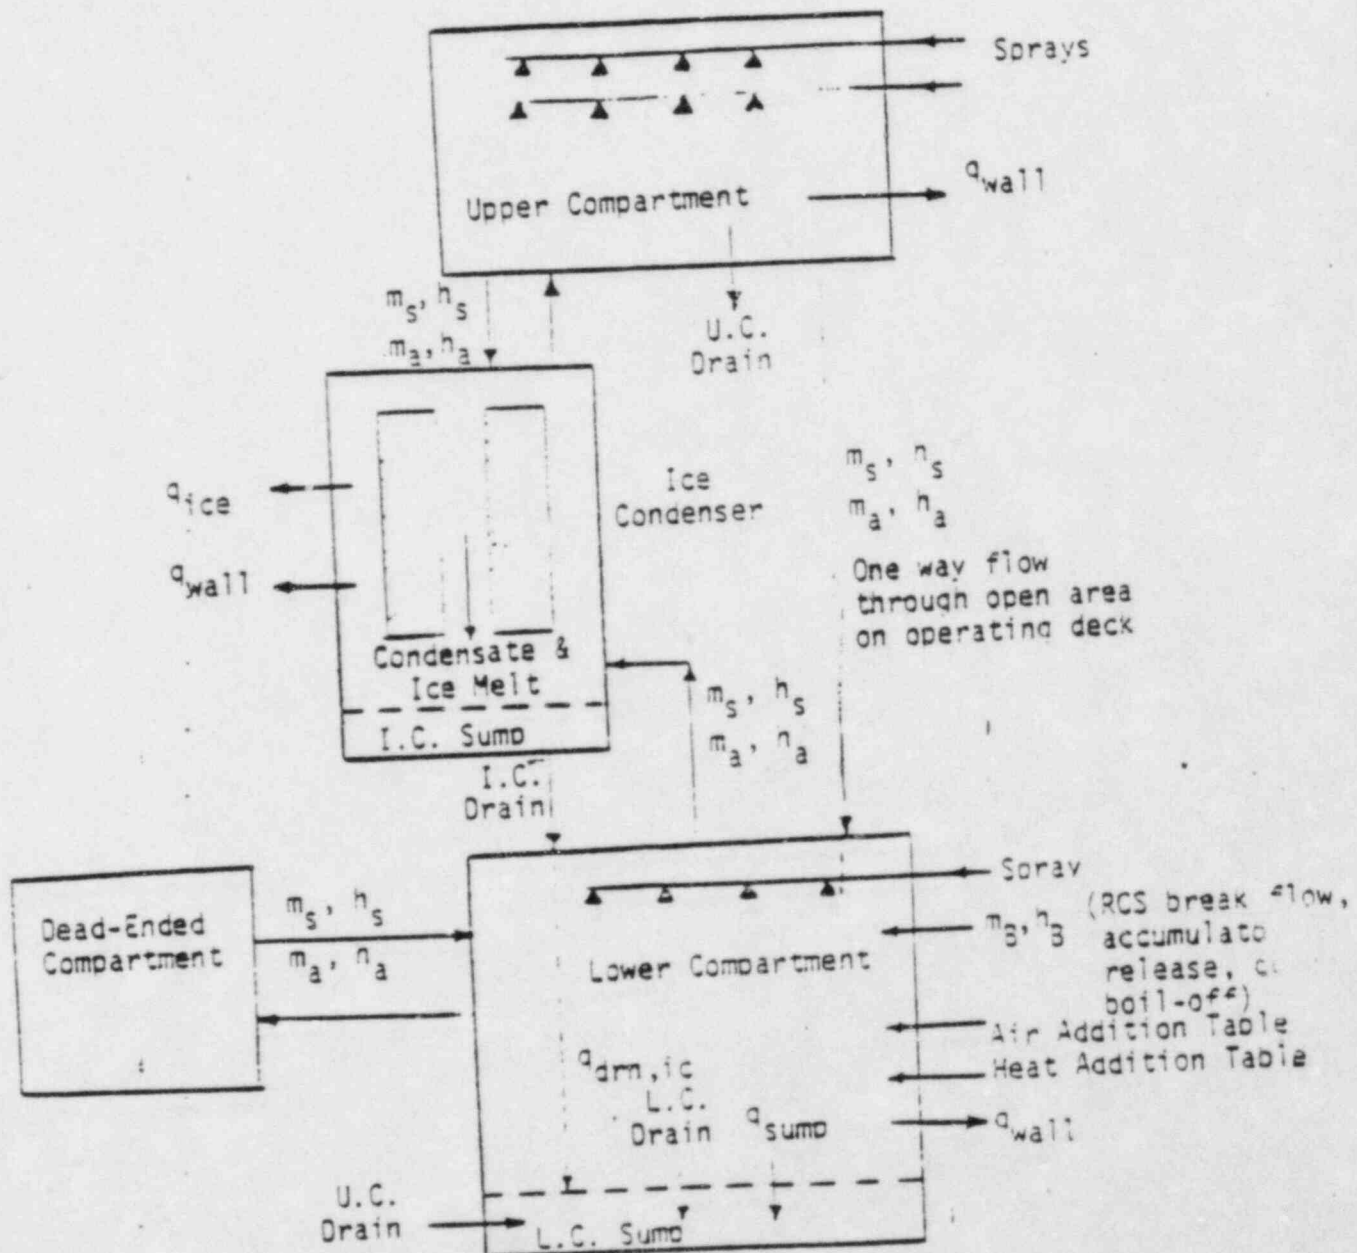 Sprays
q_wall
Upper Compartment
m_s, h_s
m_a, h_a
U.C.
Drain
q_ice
q_wall
Ice
Condenser
m_s, h_s
m_a, h_a
One way flow
through open area
on operating deck
Condensate &
Ice Melt
I.C. Sump
m_s, h_s
m_a, h_a
I.C.
Drain
Dead-Ended
Compartment
m_s, h_s
m_a, h_a
Spray
m_B, h_B (RCS break flow,
accumulato
release,
boil-off)
Lower Compartment
Air Addition Table
Heat Addition Table
q_drn,ic
L.C.
Drain
q_sump
q_wall
U.C.
Drain
L.C. Sump